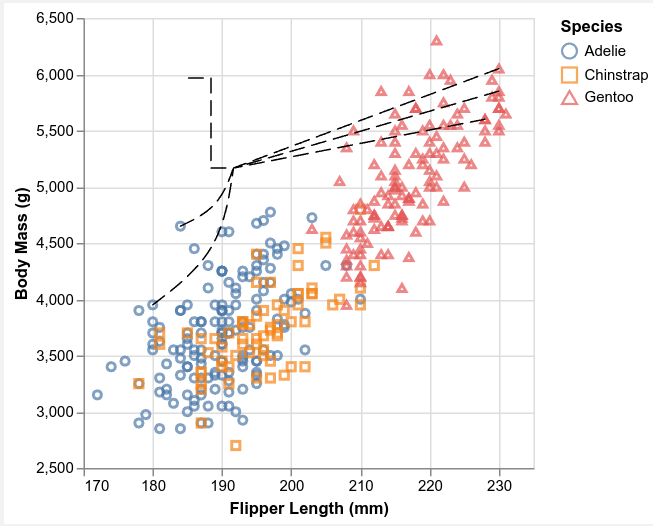 6,500
6,000
5,500
5,000
4,500
4,000
3,500
3,000
2,500
Body Mass (g)
170 180 190 200 210 220 230
Flipper Length (mm)
Species
Adelie
Chinstrap
Gentoo